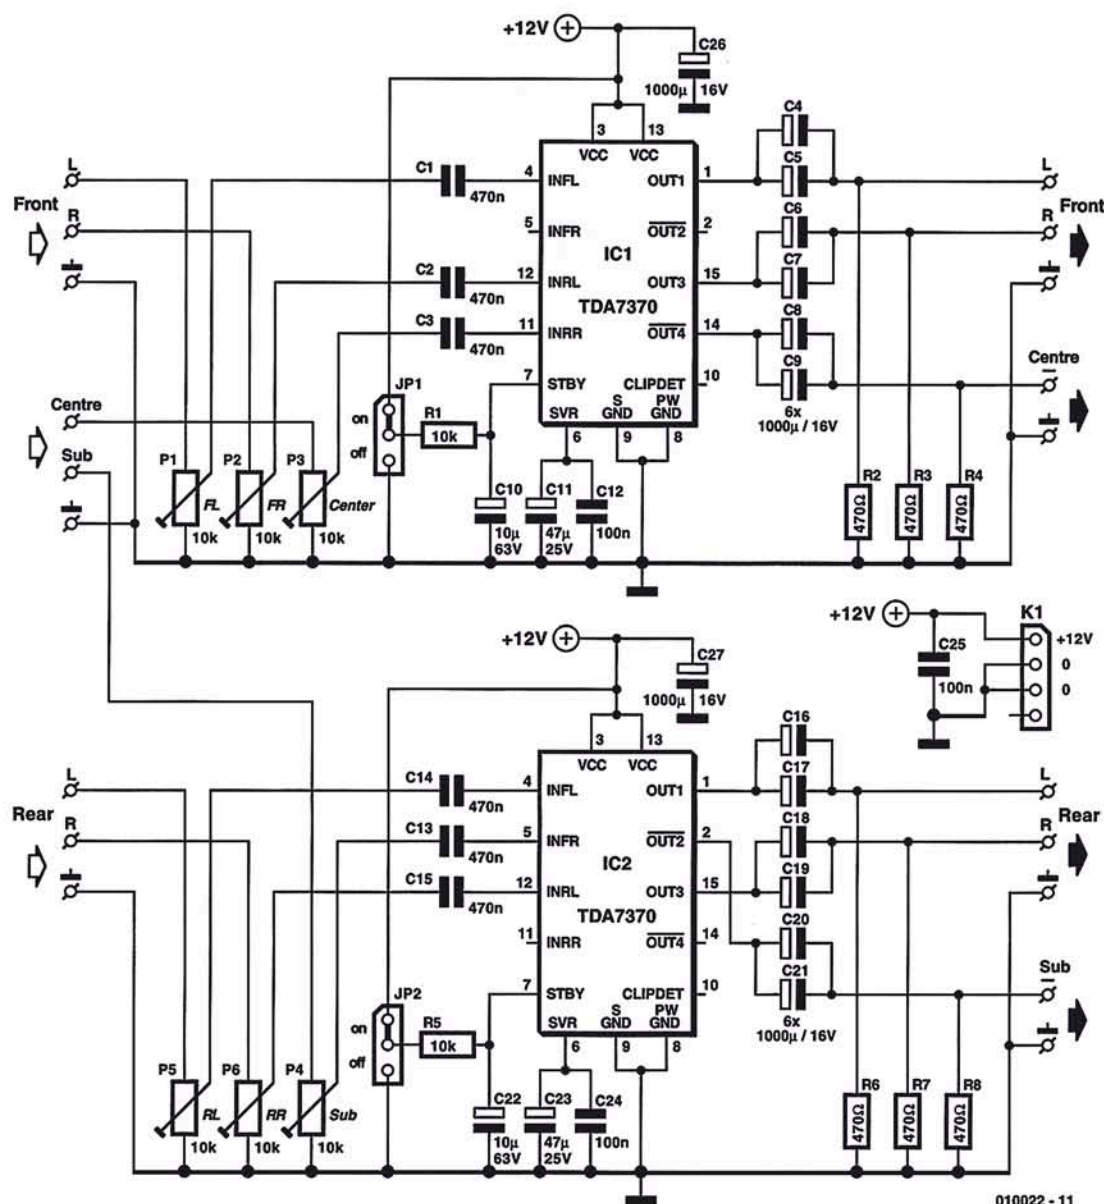 +12V
C26
1000µ 16V
3 13
VCC VCC
C4
L
C1
470n
4 INFL
OUT1 1
C5
L
Front
R
5 INFR
OUT2 2
C6
R
Front
IC1
C2
470n
12 INRL
OUT3 15
C7
TDA7370
C3
470n
11 INRR
OUT4 14
C8
JP1
7 STBY
CLIPDET 10
C9
Centre
–
on
off
R1
10k
SVR
S GND
PW GND
6 9 8
6x
1000µ / 16V
Centre
Sub
P1
FL
10k
P2
FR
10k
P3
Center
10k
C10
10µ
63V
C11
47µ
25V
C12
100n
R2
470Ω
R3
470Ω
R4
470Ω
+12V
K1
+12V
0
0
C25
100n
+12V
C27
1000µ 16V
3 13
VCC VCC
C16
L
C14
470n
4 INFL
OUT1 1
C17
L
Rear
R
C13
470n
5 INFR
OUT2 2
C18
R
Rear
IC2
C15
470n
12 INRL
OUT3 15
C19
TDA7370
11 INRR
OUT4 14
C20
JP2
7 STBY
CLIPDET 10
C21
Sub
–
on
off
R5
10k
SVR
S GND
PW GND
6 9 8
6x
1000µ / 16V
P5
RL
10k
P6
RR
10k
P4
Sub
10k
C22
10µ
63V
C23
47µ
25V
C24
100n
R6
470Ω
R7
470Ω
R8
470Ω
010022 - 11